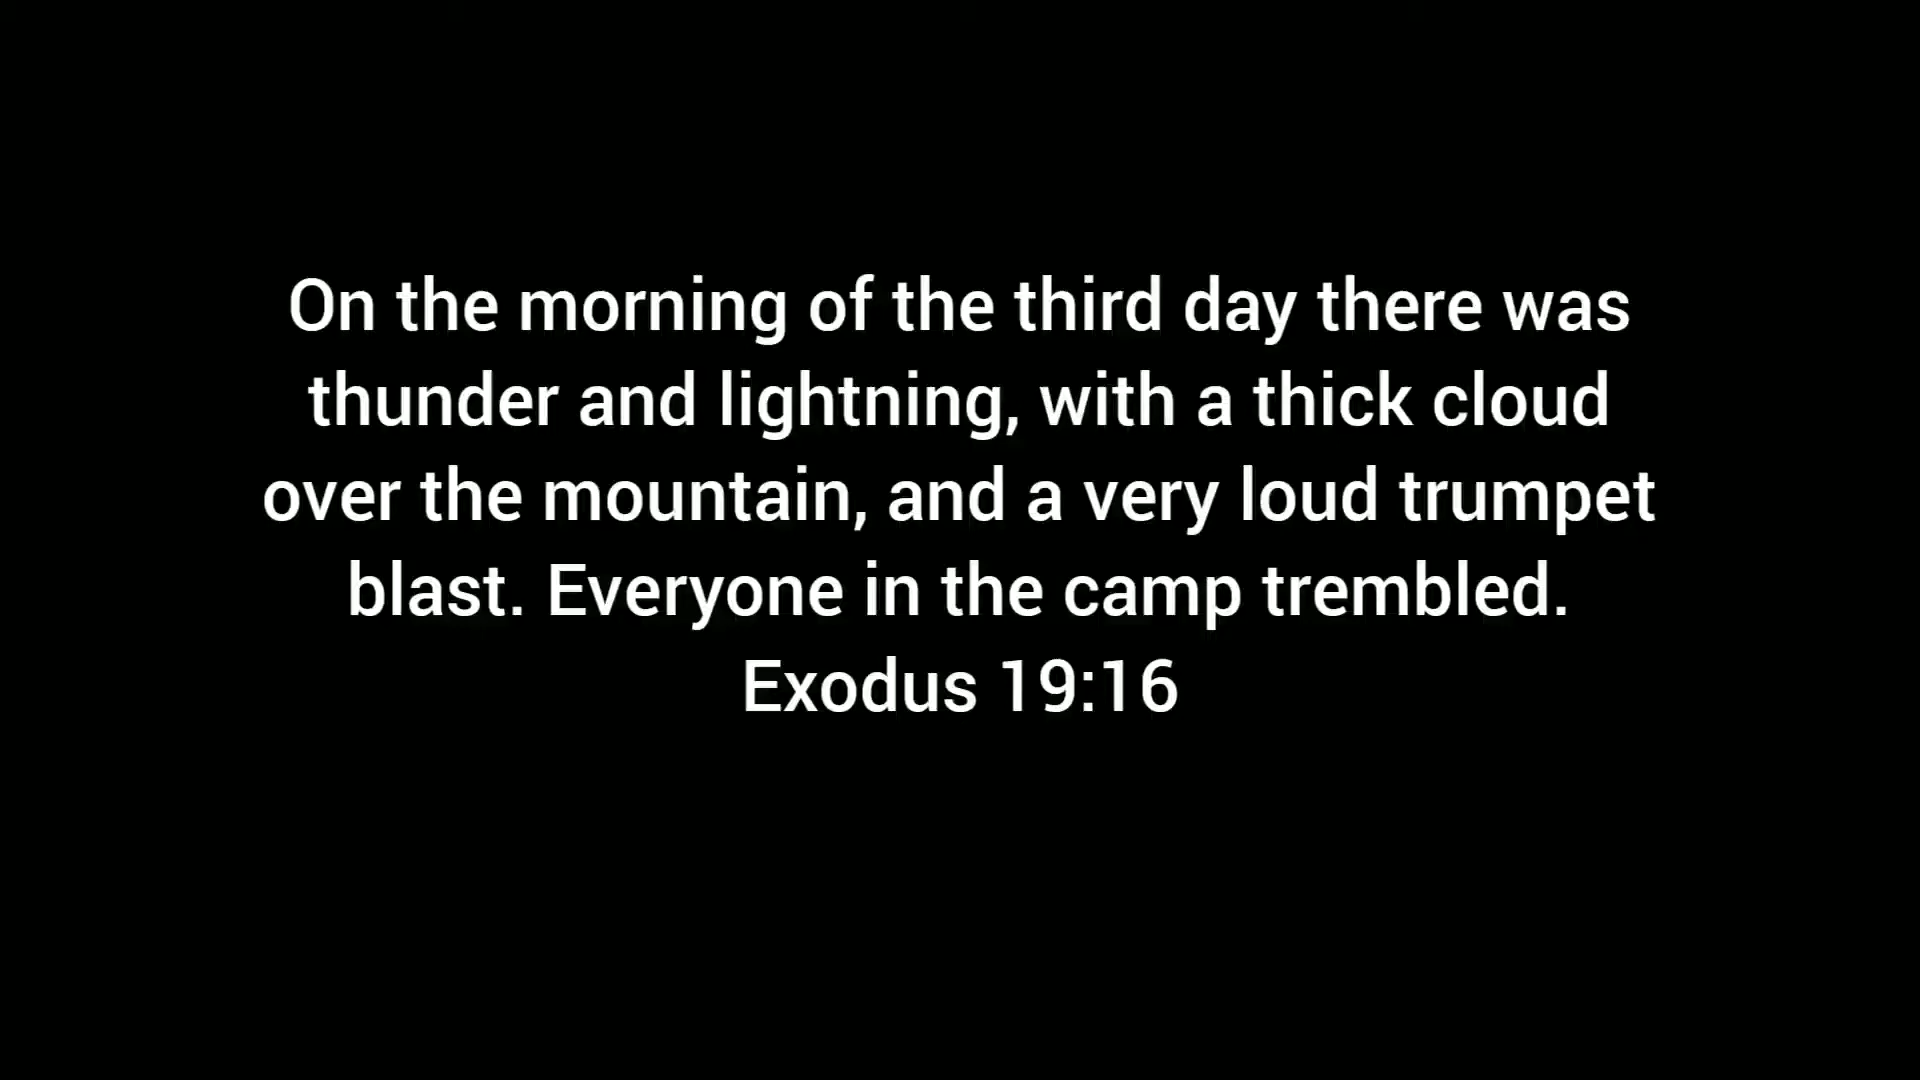 On the morning of the third day there was
thunder and lightning, with a thick cloud
over the mountain, and a very loud trumpet
blast. Everyone in the camp trembled.
Exodus 19:16